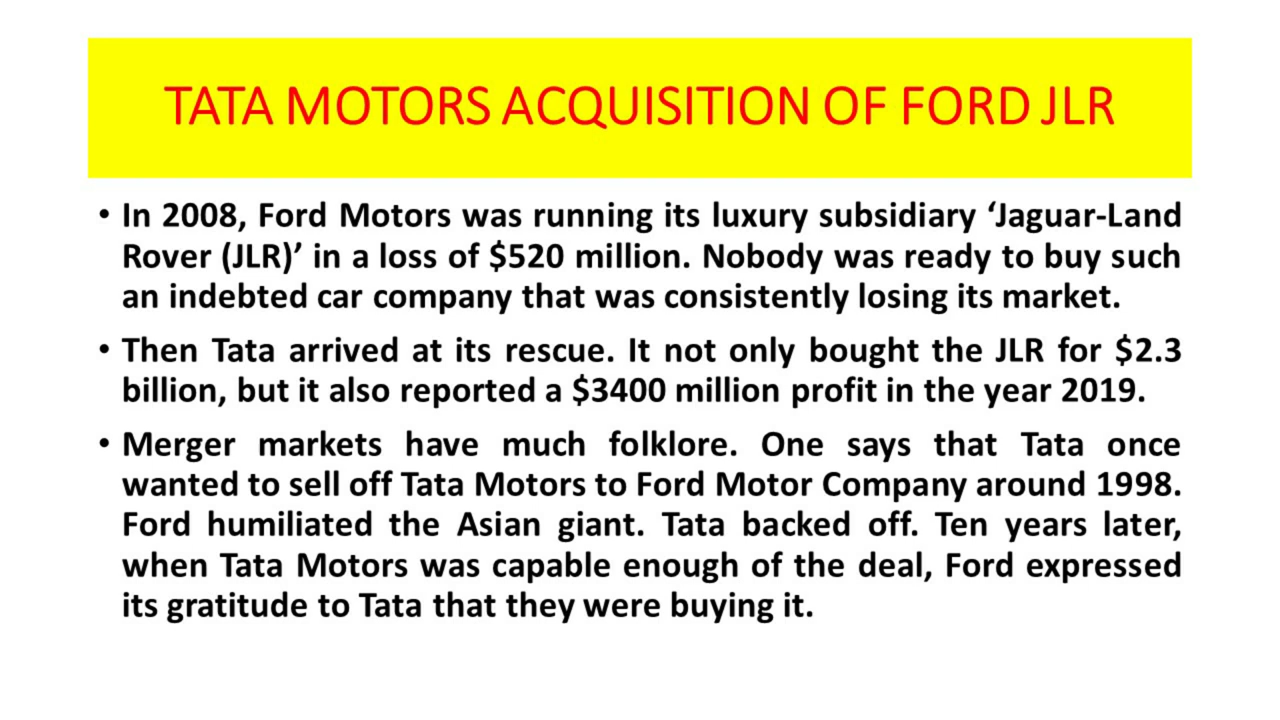 TATA MOTORS ACQUISITION OF FORD JLR
• In 2008, Ford Motors was running its luxury subsidiary ‘Jaguar-Land
Rover (JLR)’ in a loss of $520 million. Nobody was ready to buy such
an indebted car company that was consistently losing its market.
• Then Tata arrived at its rescue. It not only bought the JLR for $2.3
billion, but it also reported a $3400 million profit in the year 2019.
• Merger markets have much folklore. One says that Tata once
wanted to sell off Tata Motors to Ford Motor Company around 1998.
Ford humiliated the Asian giant. Tata backed off. Ten years later,
when Tata Motors was capable enough of the deal, Ford expressed
its gratitude to Tata that they were buying it.